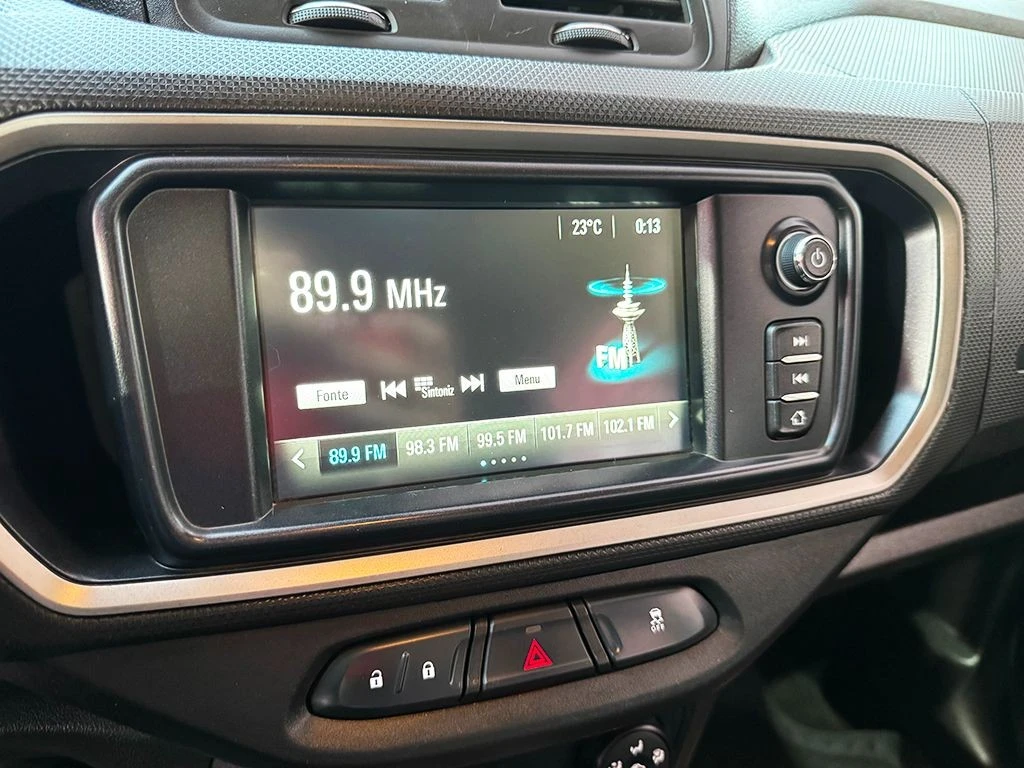 23°C 0:13
89.9 MHz
FM
Fonte Sintoniz Menu
89.9 FM 98.3 FM 99.5 FM 101.7 FM 102.1 FM
OFF